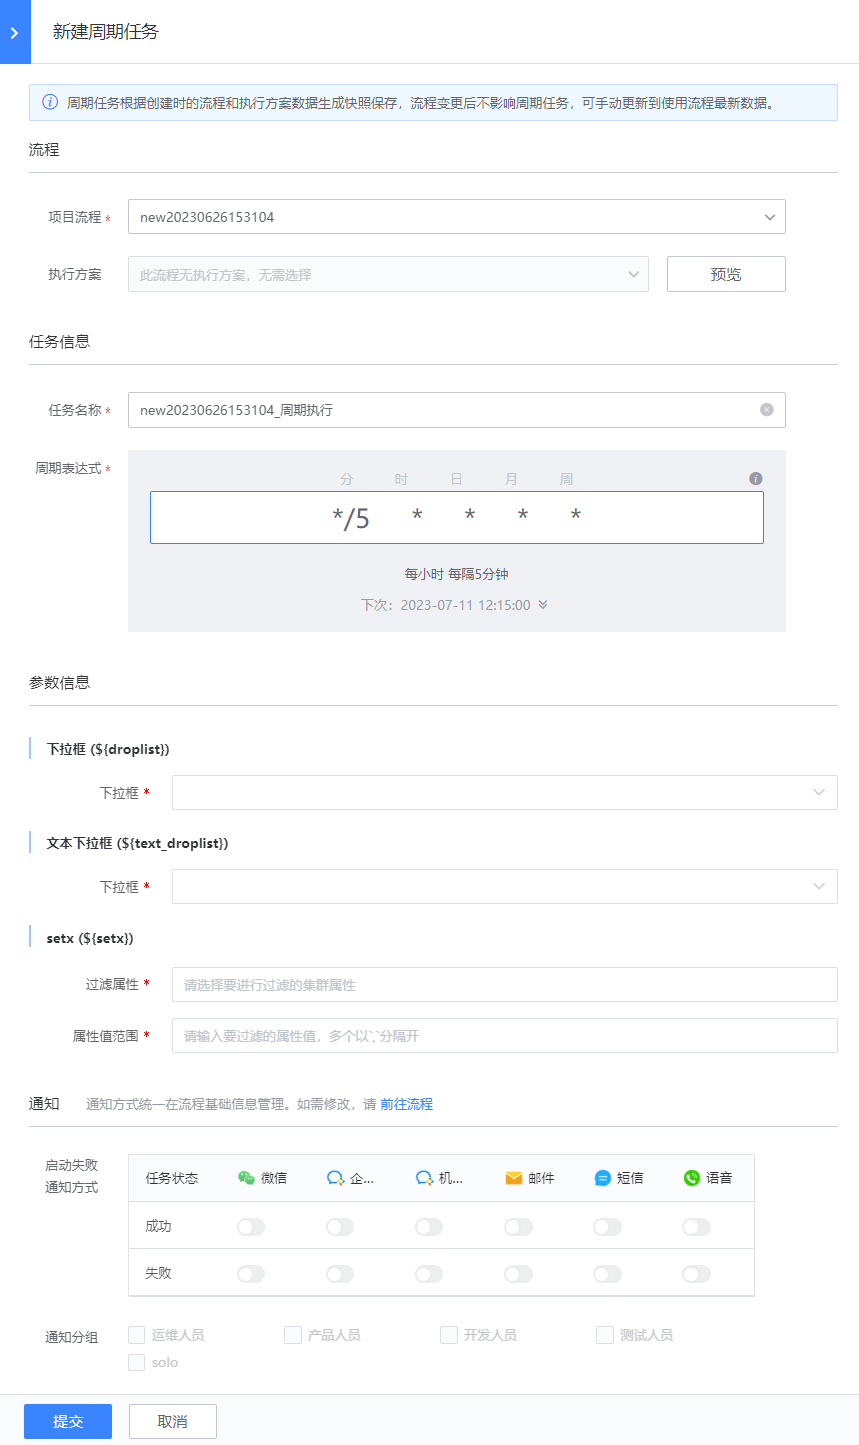 新建周期任务
周期任务根据创建时的流程和执行方案数据生成快照保存，流程变更后不影响周期任务，可手动更新到使用流程最新数据。
流程
项目流程 * new20230626153104
执行方案 此流程无执行方案，无需选择 预览
任务信息
任务名称 * new20230626153104_周期执行
周期表达式 *
分 时 日 月 周
*/5 * * * *
每小时 每隔5分钟
下次：2023-07-11 12:15:00
参数信息
下拉框 (${droplist})
下拉框 *
文本下拉框 (${text_droplist})
下拉框 *
setx (${setx})
过滤属性 * 请选择要进行过滤的集群属性
属性值范围 * 请输入要过滤的属性值，多个以`,`分隔开
通知 通知方式统一在流程基础信息管理。如需修改，请 前往流程
启动失败
通知方式
任务状态 微信 企... 机... 邮件 短信 语音
成功
失败
通知分组 运维人员 产品人员 开发人员 测试人员
solo
提交 取消